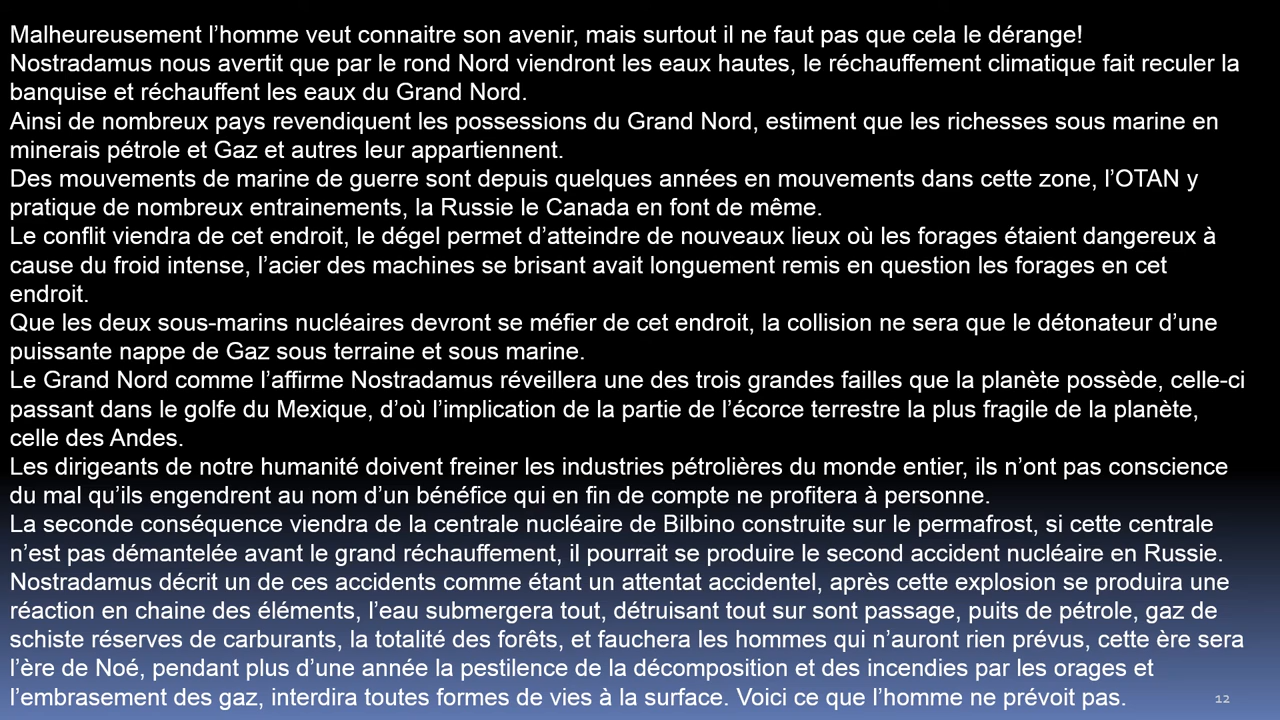 Malheureusement l’homme veut connaitre son avenir, mais surtout il ne faut pas que cela le dérange!
Nostradamus nous avertit que par le rond Nord viendront les eaux hautes, le réchauffement climatique fait reculer la
banquise et réchauffent les eaux du Grand Nord.
Ainsi de nombreux pays revendiquent les possessions du Grand Nord, estiment que les richesses sous marine en
minerais pétrole et Gaz et autres leur appartiennent.
Des mouvements de marine de guerre sont depuis quelques années en mouvements dans cette zone, l’OTAN y
pratique de nombreux entrainements, la Russie le Canada en font de même.
Le conflit viendra de cet endroit, le dégel permet d’atteindre de nouveaux lieux où les forages étaient dangereux à
cause du froid intense, l’acier des machines se brisant avait longuement remis en question les forages en cet
endroit.
Que les deux sous-marins nucléaires devront se méfier de cet endroit, la collision ne sera que le détonateur d’une
puissante nappe de Gaz sous terraine et sous marine.
Le Grand Nord comme l’affirme Nostradamus réveillera une des trois grandes failles que la planète possède, celle-ci
passant dans le golfe du Mexique, d’où l’implication de la partie de l’écorce terrestre la plus fragile de la planète,
celle des Andes.
Les dirigeants de notre humanité doivent freiner les industries pétrolières du monde entier, ils n’ont pas conscience
du mal qu’ils engendrent au nom d’un bénéfice qui en fin de compte ne profitera à personne.
La seconde conséquence viendra de la centrale nucléaire de Bilbino construite sur le permafrost, si cette centrale
n’est pas démantelée avant le grand réchauffement, il pourrait se produire le second accident nucléaire en Russie.
Nostradamus décrit un de ces accidents comme étant un attentat accidentel, après cette explosion se produira une
réaction en chaine des éléments, l’eau submergera tout, détruisant tout sur sont passage, puits de pétrole, gaz de
schiste réserves de carburants, la totalité des forêts, et fauchera les hommes qui n’auront rien prévus, cette ère sera
l’ère de Noé, pendant plus d’une année la pestilence de la décomposition et des incendies par les orages et
l’embrasement des gaz, interdira toutes formes de vies à la surface. Voici ce que l’homme ne prévoit pas.
12